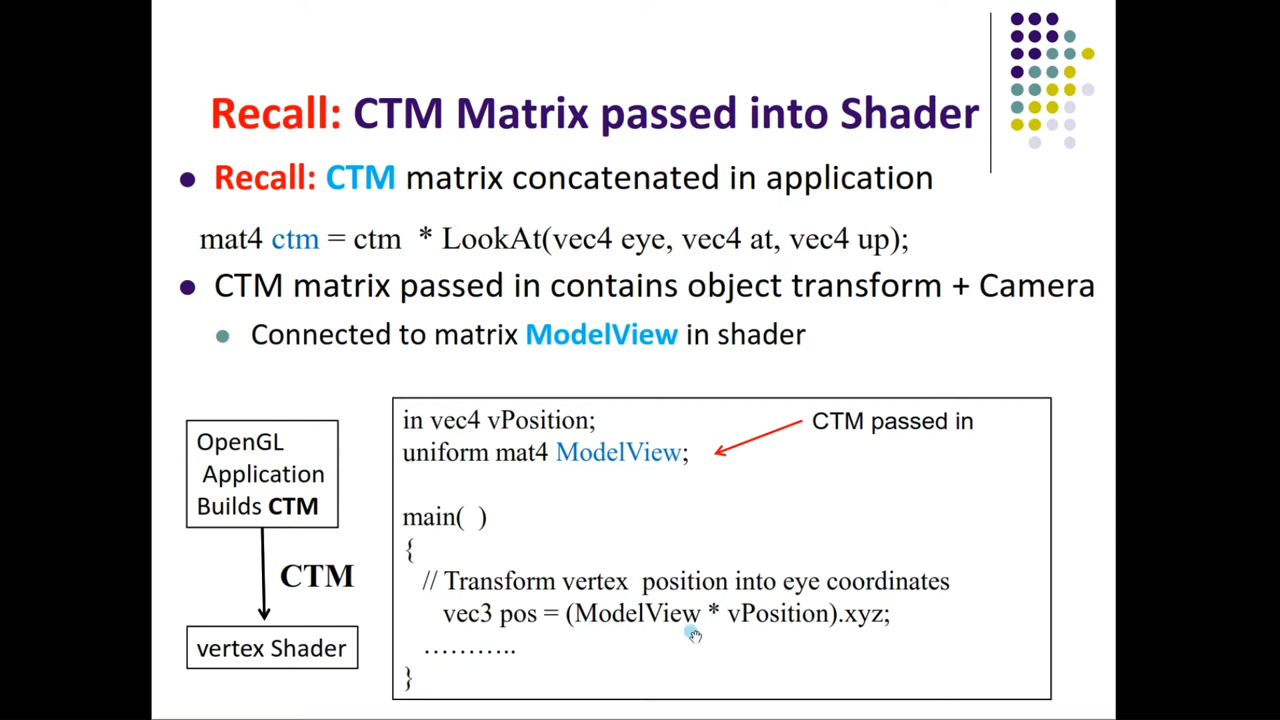 Recall: CTM Matrix passed into Shader
Recall: CTM matrix concatenated in application
mat4 ctm = ctm * LookAt(vec4 eye, vec4 at, vec4 up);
CTM matrix passed in contains object transform + Camera
Connected to matrix ModelView in shader
OpenGL
Application
Builds CTM
CTM
vertex Shader
in vec4 vPosition;
uniform mat4 ModelView;
CTM passed in
main( )
{
// Transform vertex position into eye coordinates
vec3 pos = (ModelView * vPosition).xyz;
………..
}